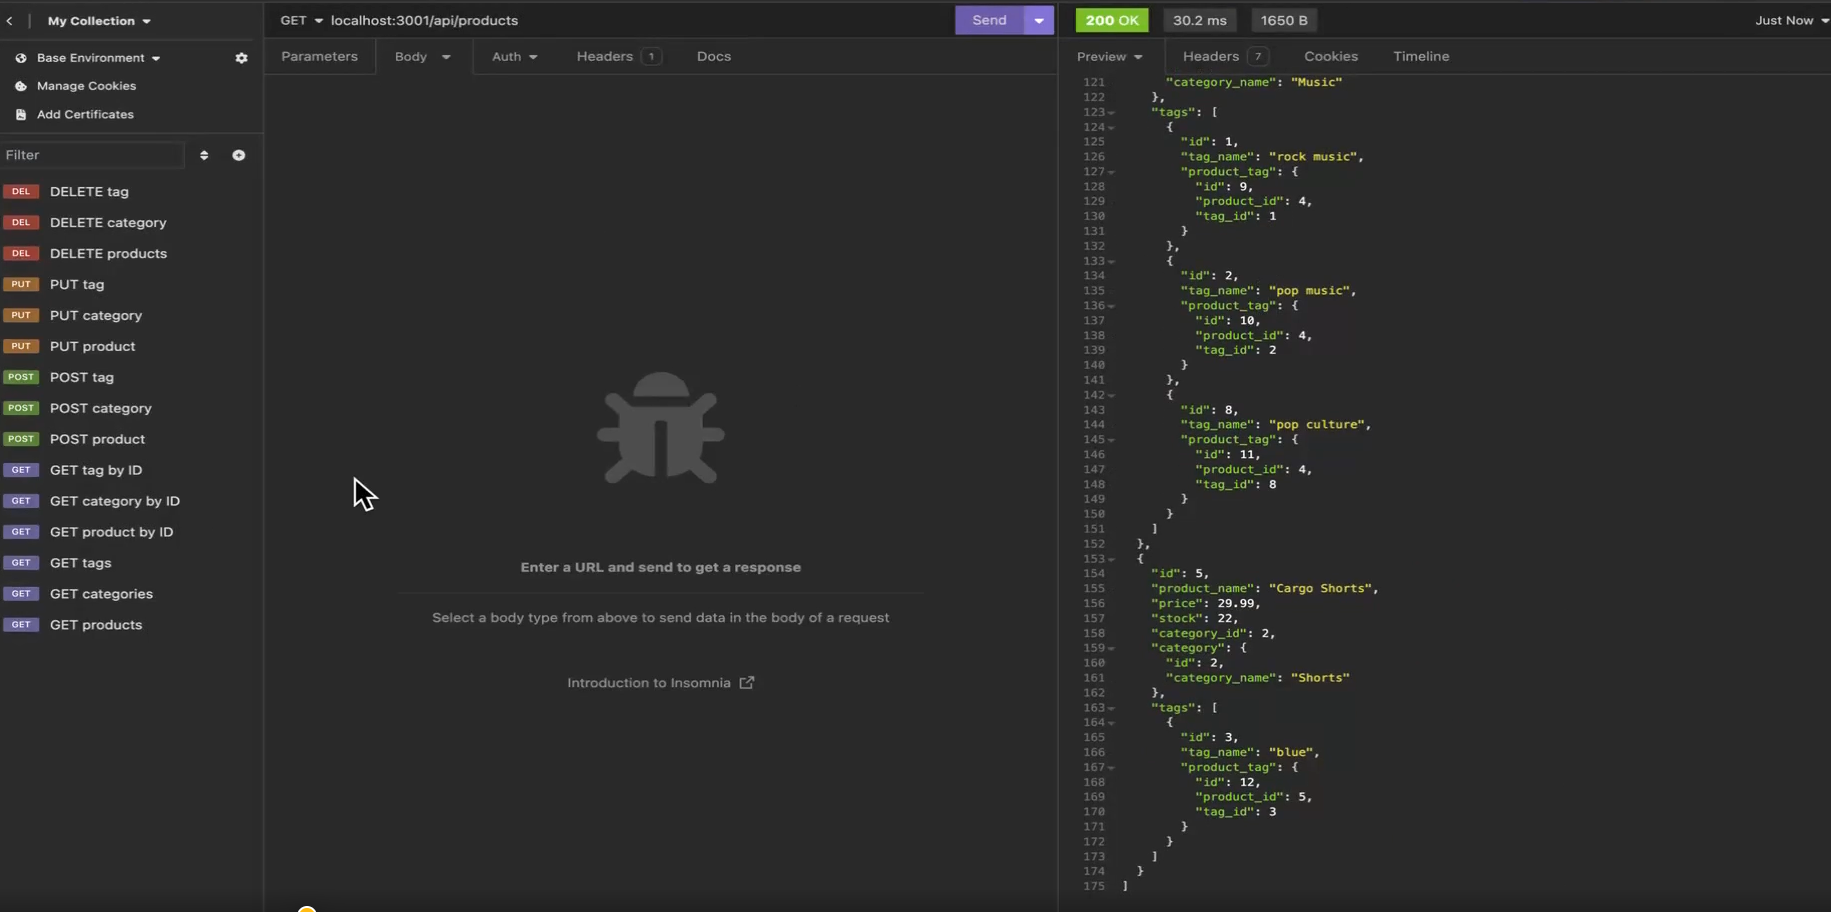 My Collection
Base Environment
Manage Cookies
Add Certificates
Filter
DEL DELETE tag
DEL DELETE category
DEL DELETE products
PUT PUT tag
PUT PUT category
PUT PUT product
POST POST tag
POST POST category
POST POST product
GET GET tag by ID
GET GET category by ID
GET GET product by ID
GET GET tags
GET GET categories
GET GET products
GET localhost:3001/api/products Send
Parameters Body Auth Headers 1 Docs
Enter a URL and send to get a response
Select a body type from above to send data in the body of a request
Introduction to Insomnia
200 OK 30.2 ms 1650 B Just Now
Preview Headers 7 Cookies Timeline
121 "category_name": "Music"
122 },
123 "tags": [
124 {
125 "id": 1,
126 "tag_name": "rock music",
127 "product_tag": {
128 "id": 9,
129 "product_id": 4,
130 "tag_id": 1
131 }
132 },
133 {
134 "id": 2,
135 "tag_name": "pop music",
136 "product_tag": {
137 "id": 10,
138 "product_id": 4,
139 "tag_id": 2
140 }
141 },
142 {
143 "id": 8,
144 "tag_name": "pop culture",
145 "product_tag": {
146 "id": 11,
147 "product_id": 4,
148 "tag_id": 8
149 }
150 }
151 ]
152 },
153 {
154 "id": 5,
155 "product_name": "Cargo Shorts",
156 "price": 29.99,
157 "stock": 22,
158 "category_id": 2,
159 "category": {
160 "id": 2,
161 "category_name": "Shorts"
162 },
163 "tags": [
164 {
165 "id": 3,
166 "tag_name": "blue",
167 "product_tag": {
168 "id": 12,
169 "product_id": 5,
170 "tag_id": 3
171 }
172 }
173 ]
174 }
175 ]